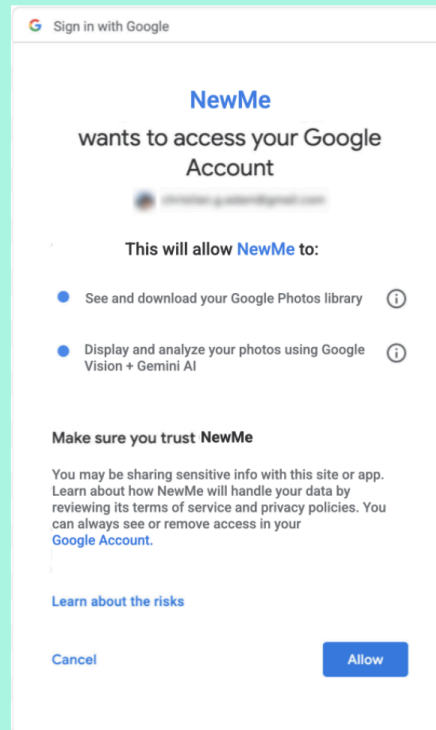 Sign in with Google
NewMe
wants to access your Google
Account
This will allow NewMe to:
See and download your Google Photos library
Display and analyze your photos using Google
Vision + Gemini AI
Make sure you trust NewMe
You may be sharing sensitive info with this site or app.
Learn about how NewMe will handle your data by
reviewing its terms of service and privacy policies. You
can always see or remove access in your
Google Account.
Learn about the risks
Cancel
Allow